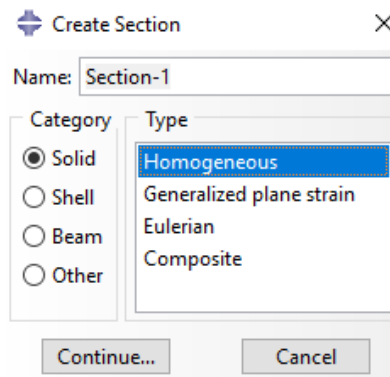 Create Section
Name: Section-1
Category
Solid
Shell
Beam
Other
Type
Homogeneous
Generalized plane strain
Eulerian
Composite
Continue...
Cancel